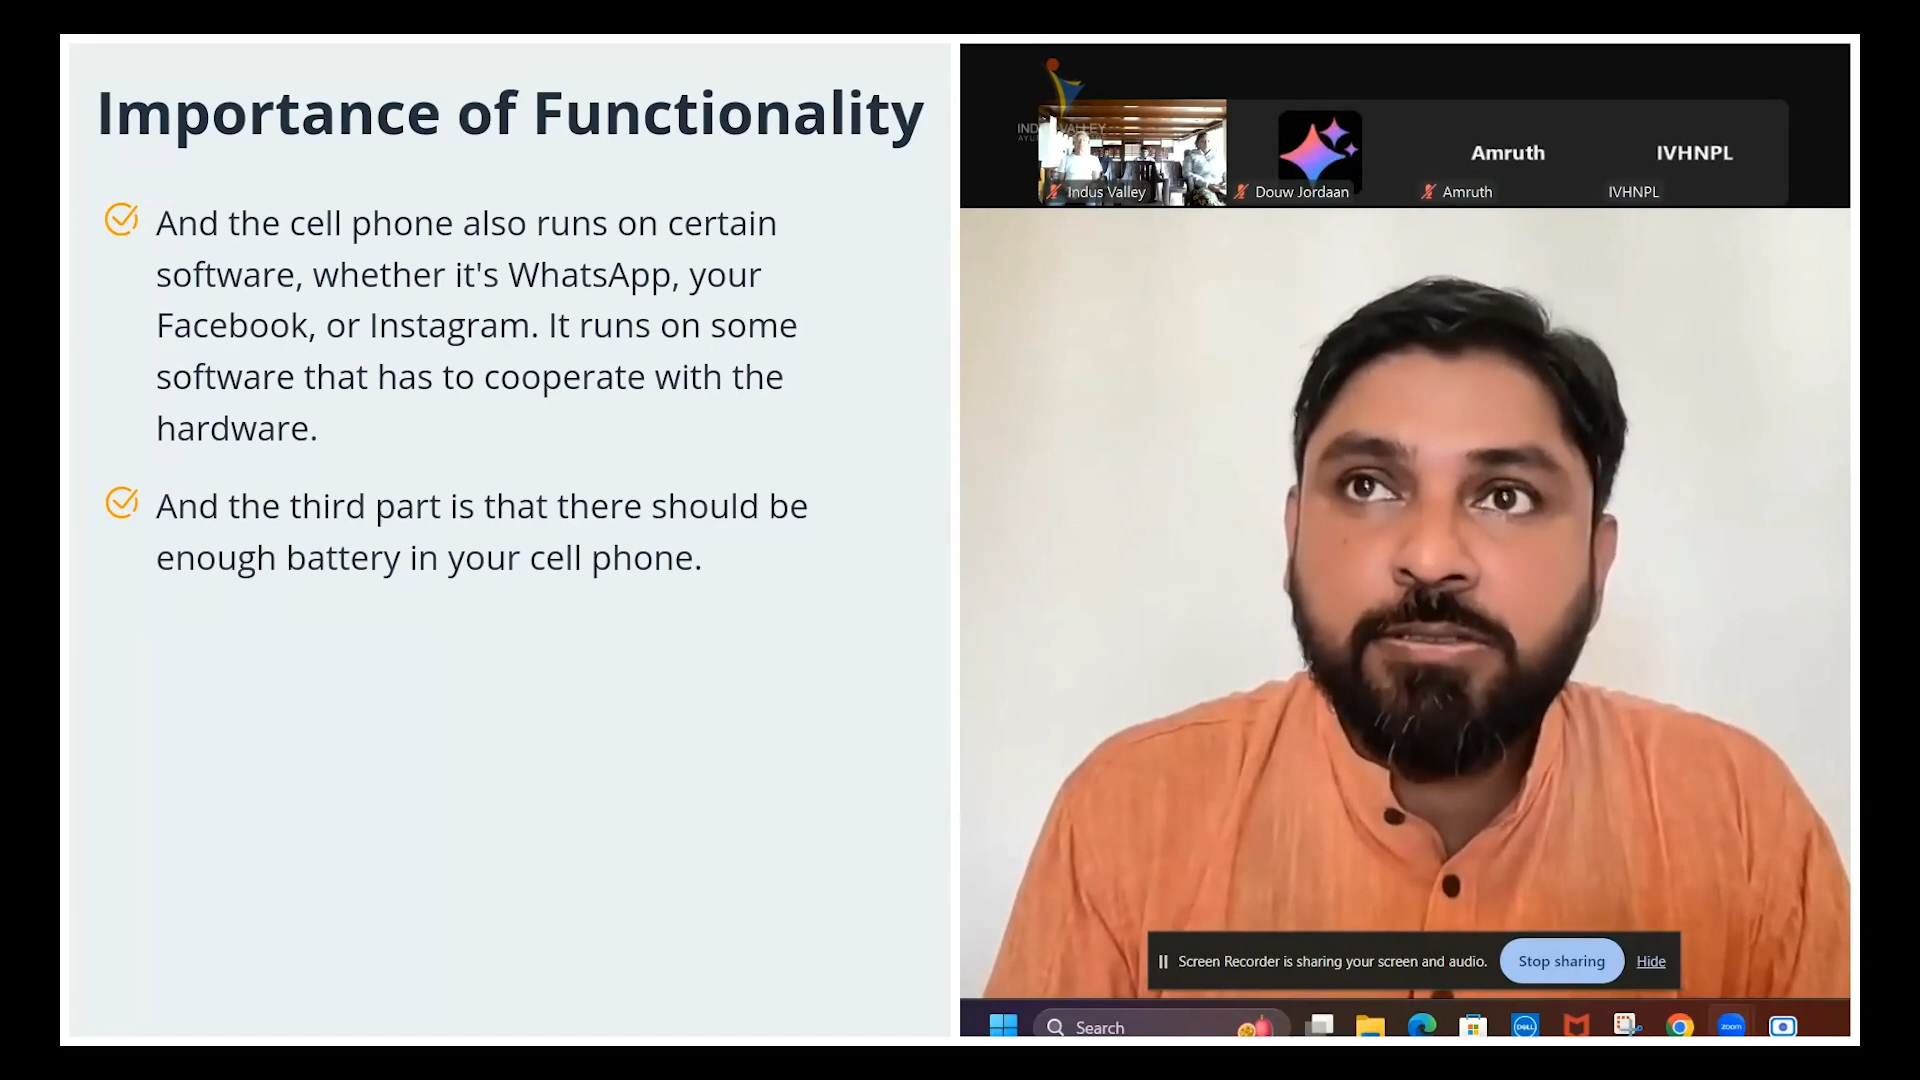 Importance of Functionality
And the cell phone also runs on certain
software, whether it's WhatsApp, your
Facebook, or Instagram. It runs on some
software that has to cooperate with the
hardware.
And the third part is that there should be
enough battery in your cell phone.
Indus Valley
Douw Jordaan
Amruth
Amruth
IVHNPL
IVHNPL
Screen Recorder is sharing your screen and audio.
Stop sharing
Hide
Search
DELL
zoom